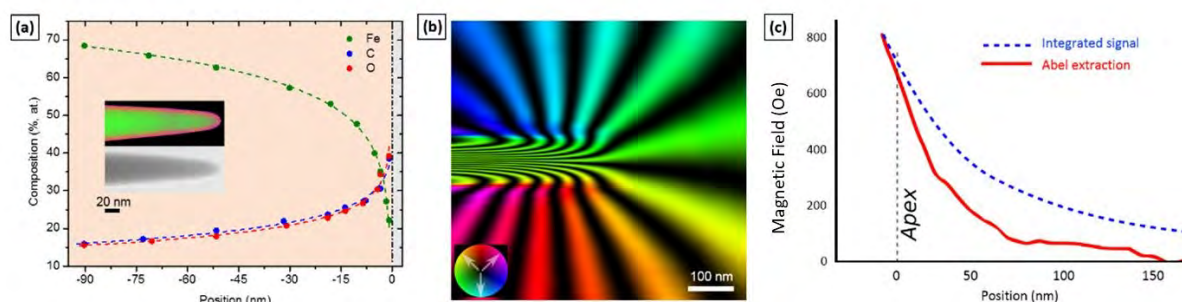 (a)
Fe
C
O
Composition (%, at.)
70
60
50
40
30
20
10
20 nm
-90
-75
-60
-45
-30
-15
0
Position (nm)
(b)
100 nm
(c)
Integrated signal
Abel extraction
Magnetic Field (Oe)
800
600
400
200
0
Apex
0
50
100
150
Position (nm)